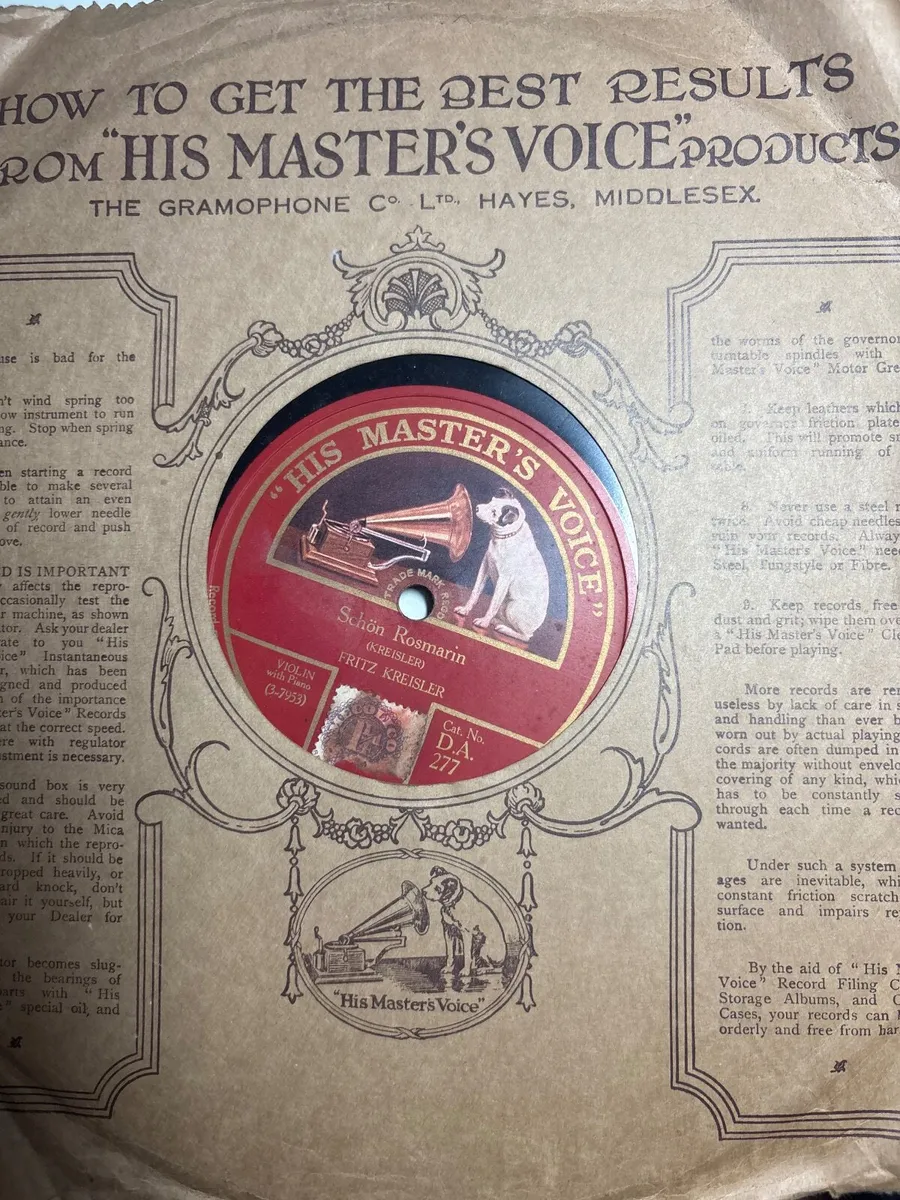 HOW TO GET THE BEST RESULTS
ROM "HIS MASTER'S VOICE" PRODUCTS
THE GRAMOPHONE Co. LTD., HAYES, MIDDLESEX.
use is bad for the
n't wind spring too
ow instrument to run
ng. Stop when spring
ance.
en starting a record
ble to make several
to attain an even
gently lower needle
of record and push
ove.
D IS IMPORTANT
y affects the repro-
ccasionally test the
r machine, as shown
tor. Ask your dealer
ate to you "His
oice" Instantaneous
r, which has been
gned and produced
n of the importance
ter's Voice" Records
at the correct speed.
ere with regulator
stment is necessary.
sound box is very
ed and should be
great care. Avoid
njury to the Mica
n which the repro-
ds. If it should be
ropped heavily, or
ard knock, don't
air it yourself, but
your Dealer for
tor becomes slug-
the bearings of
arts with "His
e" special oil, and
"HIS MASTER'S VOICE"
TRADE MARK REGD
Record
Schön Rosmarin
(KREISLER)
FRITZ KREISLER
VIOLIN
with Piano
(3-7953)
1½
Cat. No.
D.A.
277
"His Master's Voice"
the worms of the governor
turntable spindles with
Master's Voice" Motor Gre
7. Keep leathers which
on governor friction plate
oiled. This will promote sm
and uniform running of
table.
8. Never use a steel n
twice. Avoid cheap needles
ruin your records. Alway
"His Master's Voice" nee
Steel, Tungstyle or Fibre.
9. Keep records free
dust and grit; wipe them ove
a "His Master's Voice" Cle
Pad before playing.
More records are ren
useless by lack of care in s
and handling than ever b
worn out by actual playing
cords are often dumped in
the majority without envelo
covering of any kind, whic
has to be constantly s
through each time a rec
wanted.
Under such a system
ages are inevitable, whi
constant friction scratch
surface and impairs rep
tion.
By the aid of "His M
Voice" Record Filing C
Storage Albums, and C
Cases, your records can
orderly and free from har